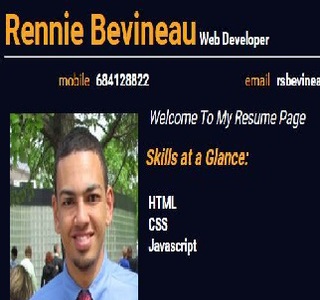 Rennie Bevineau Web Developer
mobile 684128822 email rsbevinea
Welcome To My Resume Page
Skills at a Glance:
HTML
CSS
Javascript